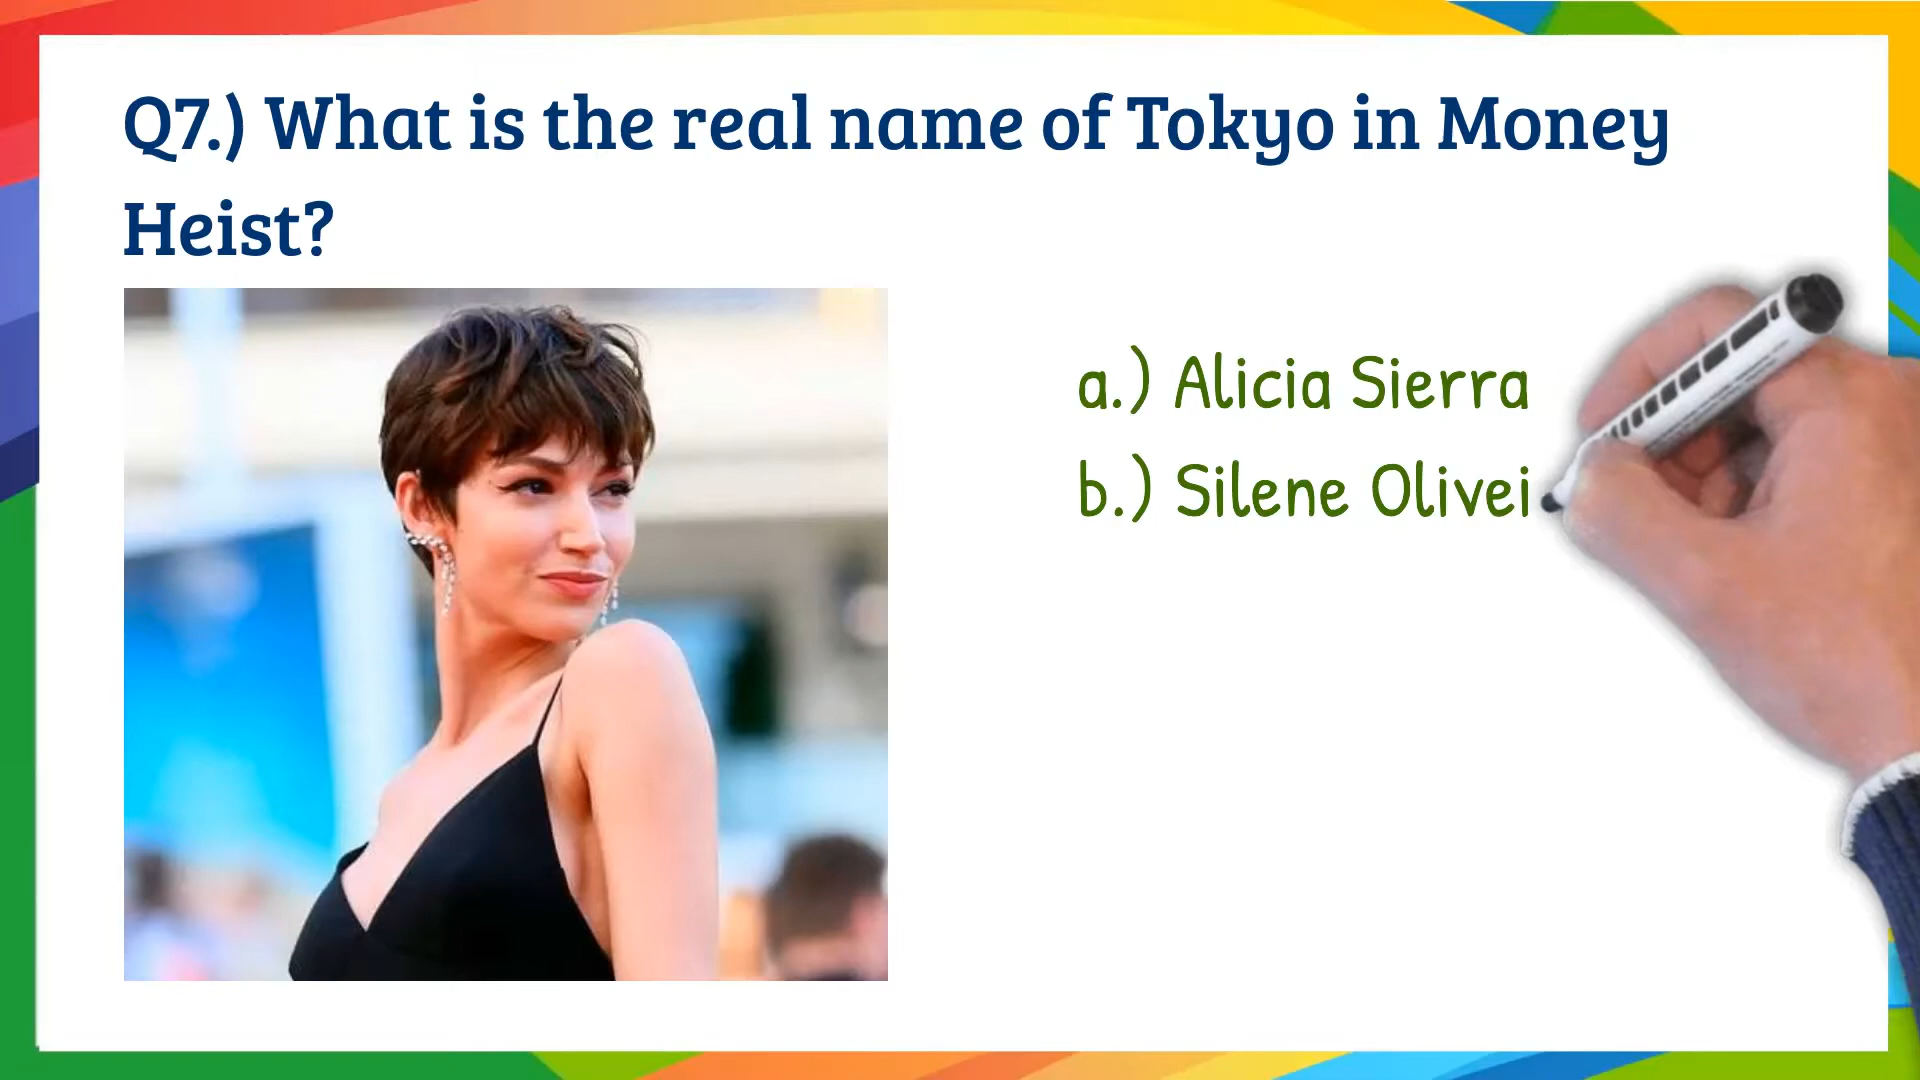 Q7.) What is the real name of Tokyo in Money
Heist?
a.) Alicia Sierra
b.) Silene Olivei